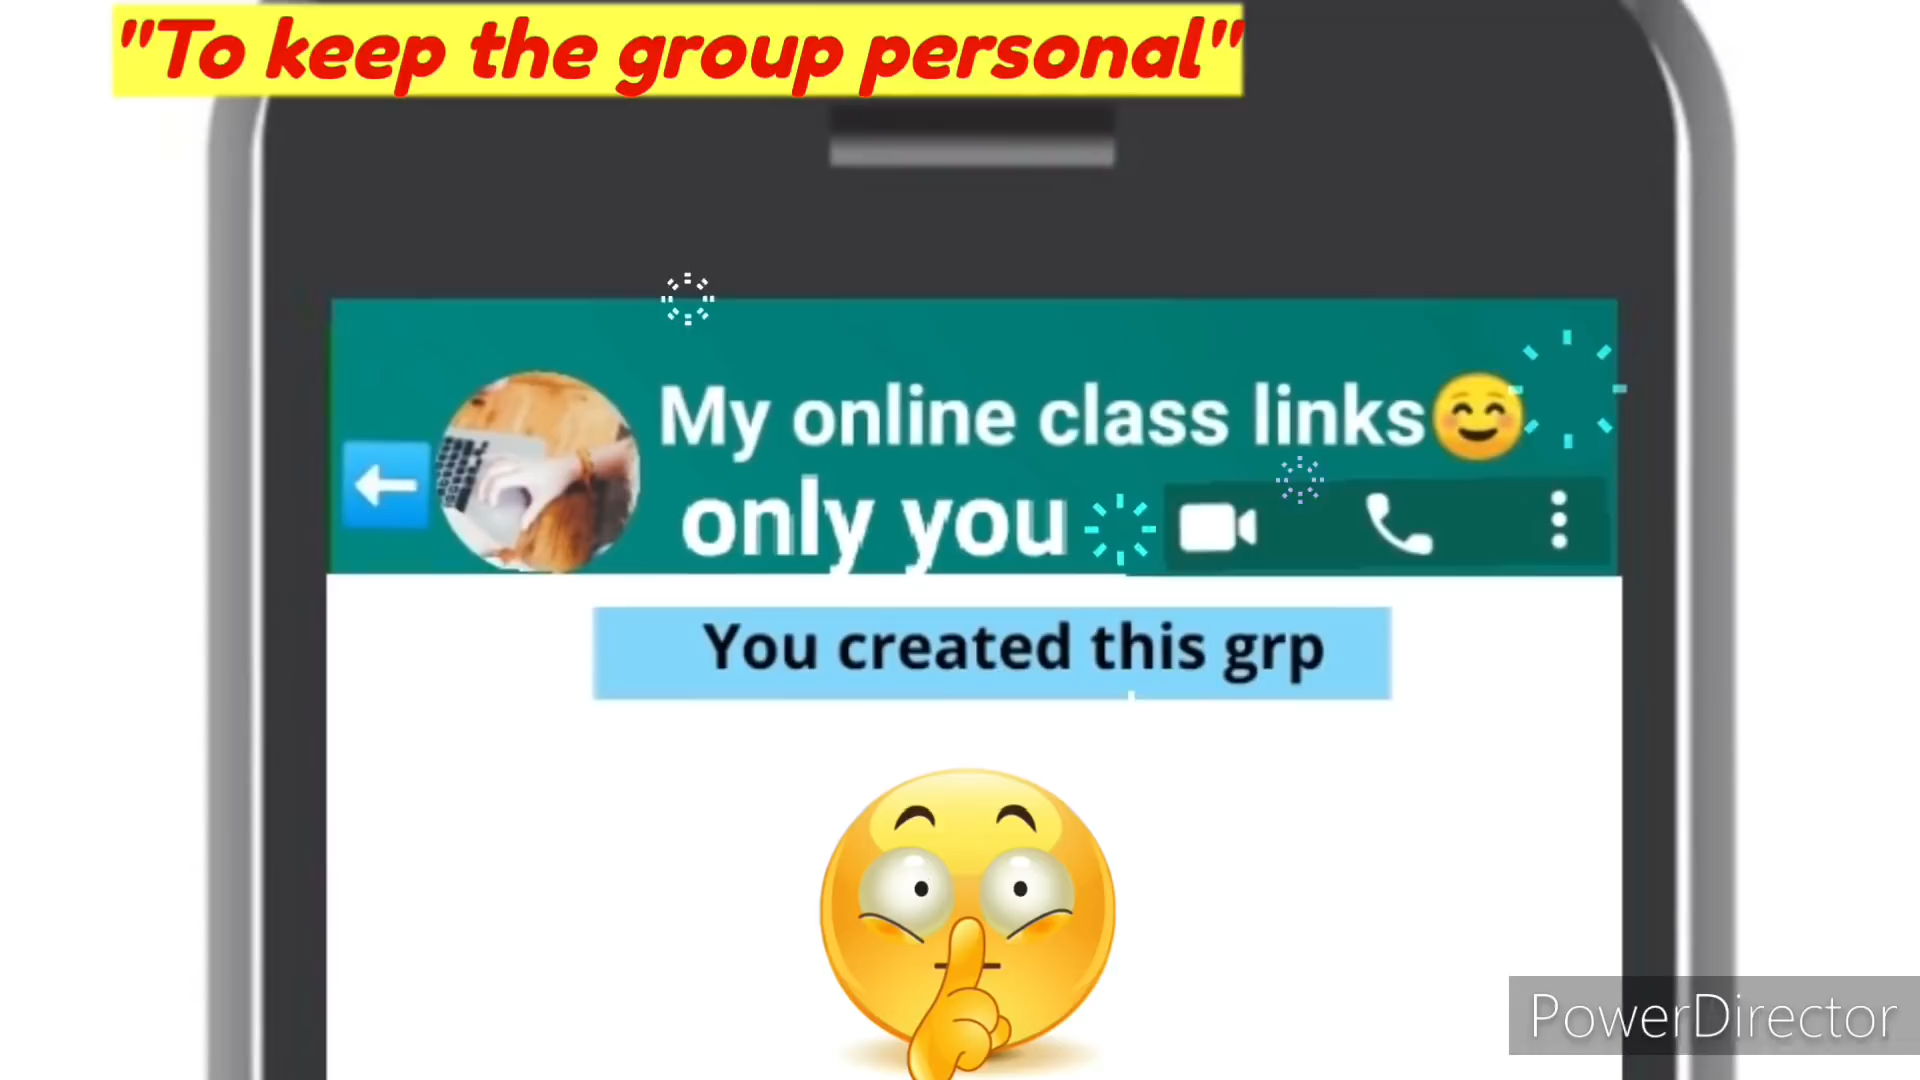 "To keep the group personal"
My online class links😊
only you
You created this grp
PowerDirector